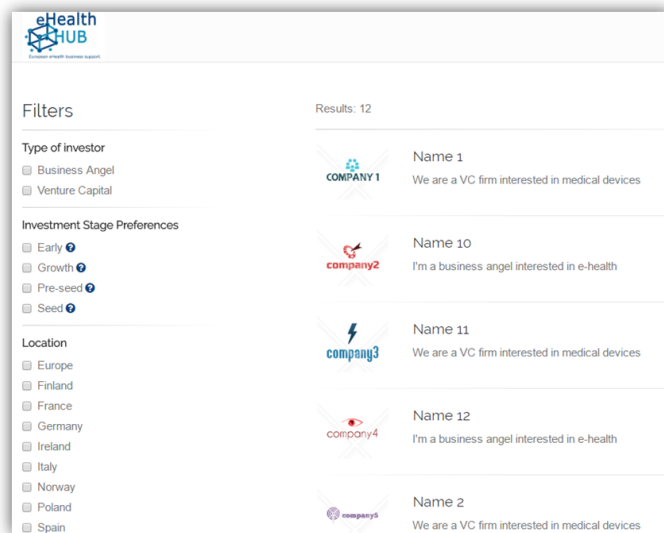 eHealth
HUB
European eHealth business support.
Filters
Type of investor
Business Angel
Venture Capital
Investment Stage Preferences
Early ?
Growth ?
Pre-seed ?
Seed ?
Location
Europe
Finland
France
Germany
Ireland
Italy
Norway
Poland
Spain
Results: 12
COMPANY 1
Name 1
We are a VC firm interested in medical devices
company2
Name 10
I'm a business angel interested in e-health
company3
Name 11
We are a VC firm interested in medical devices
company4
Name 12
I'm a business angel interested in e-health
company5
Name 2
We are a VC firm interested in medical devices